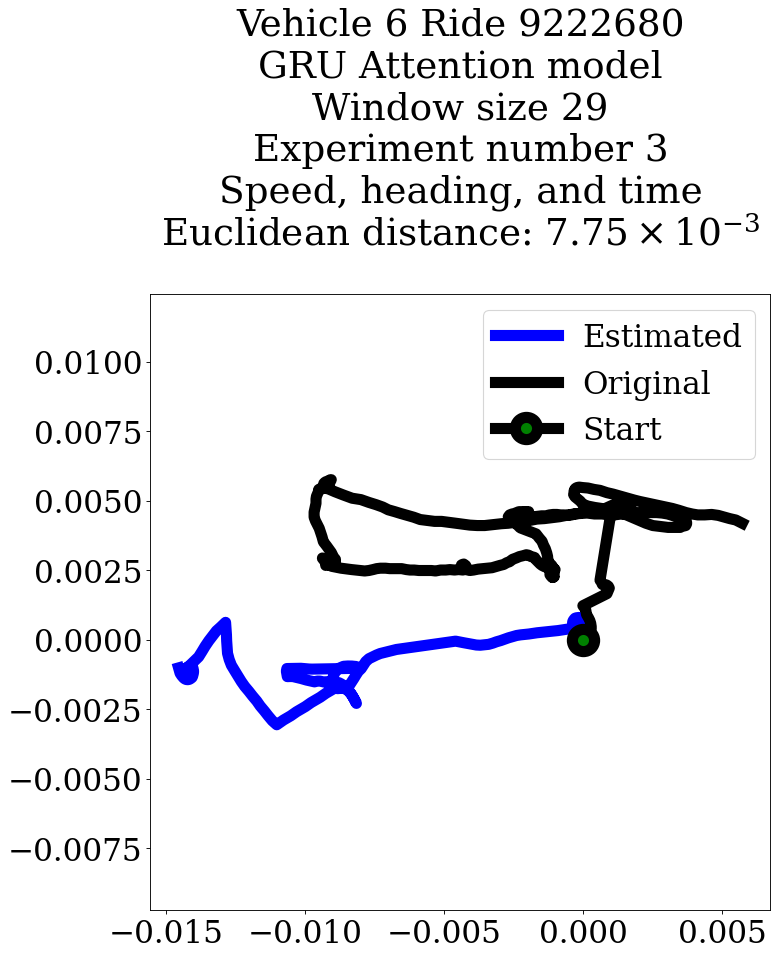 Vehicle 6 Ride 9222680
GRU Attention model
Window size 29
Experiment number 3
Speed, heading, and time
Euclidean distance: 7.75 × 10⁻³
Estimated
Original
Start
0.0100
0.0075
0.0050
0.0025
0.0000
−0.0025
−0.0050
−0.0075
−0.015 −0.010 −0.005 0.000 0.005